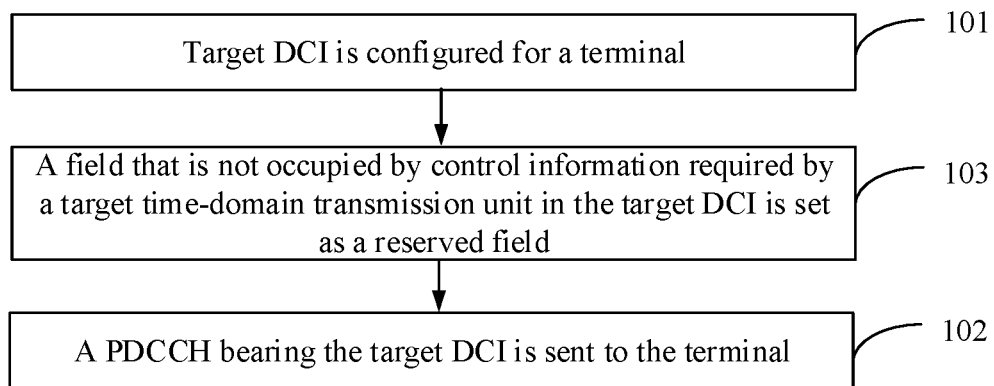 101
Target DCI is configured for a terminal
A field that is not occupied by control information required by
a target time-domain transmission unit in the target DCI is set
as a reserved field
103
A PDCCH bearing the target DCI is sent to the terminal
102